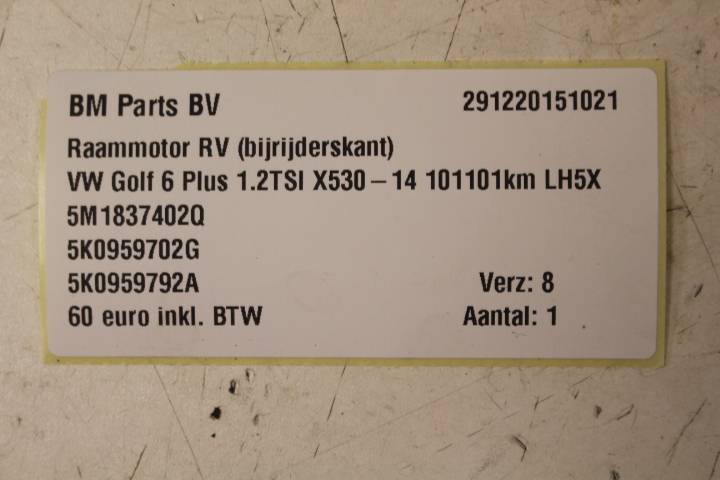 BM Parts BV 291220151021
Raammotor RV (bijrijderskant)
VW Golf 6 Plus 1.2TSI X530 – 14 101101km LH5X
5M1837402Q
5K0959702G
5K0959792A Verz: 8
60 euro inkl. BTW Aantal: 1